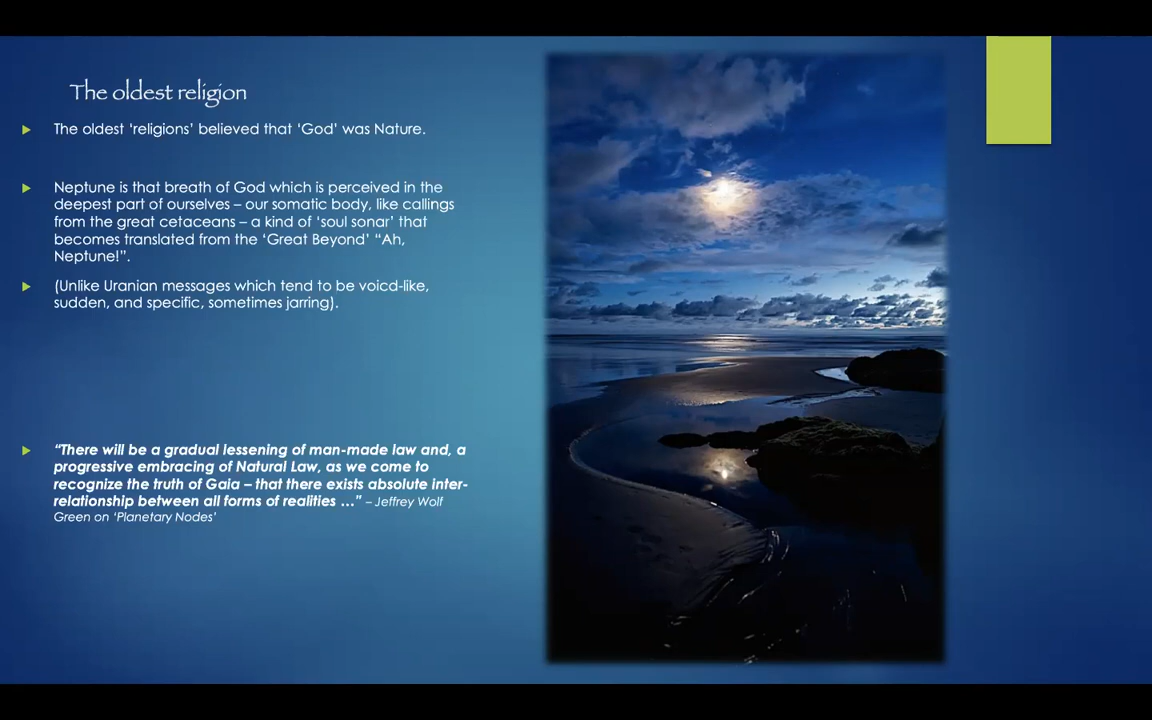 The oldest religion
The oldest ‘religions’ believed that ‘God’ was Nature.
Neptune is that breath of God which is perceived in the
deepest part of ourselves – our somatic body, like callings
from the great cetaceans – a kind of ‘soul sonar’ that
becomes translated from the ‘Great Beyond’ “Ah,
Neptune!”.
(Unlike Uranian messages which tend to be voicd-like,
sudden, and specific, sometimes jarring).
“There will be a gradual lessening of man-made law and, a
progressive embracing of Natural Law, as we come to
recognize the truth of Gaia – that there exists absolute inter-
relationship between all forms of realities …” – Jeffrey Wolf
Green on ‘Planetary Nodes’